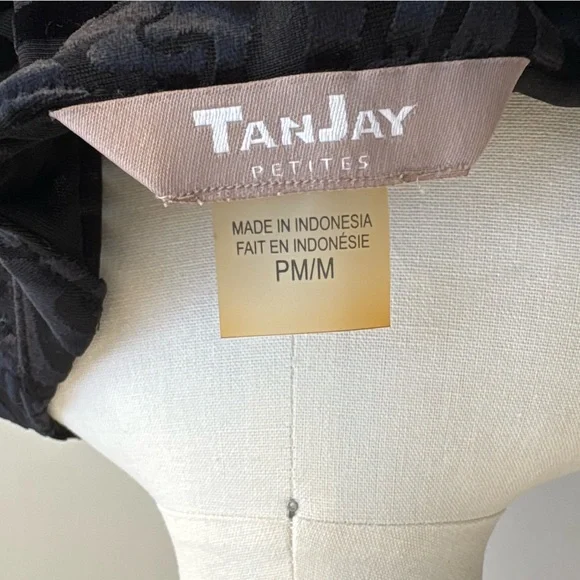 TANJAY
PETITES
MADE IN INDONESIA
FAIT EN INDONÉSIE
PM/M